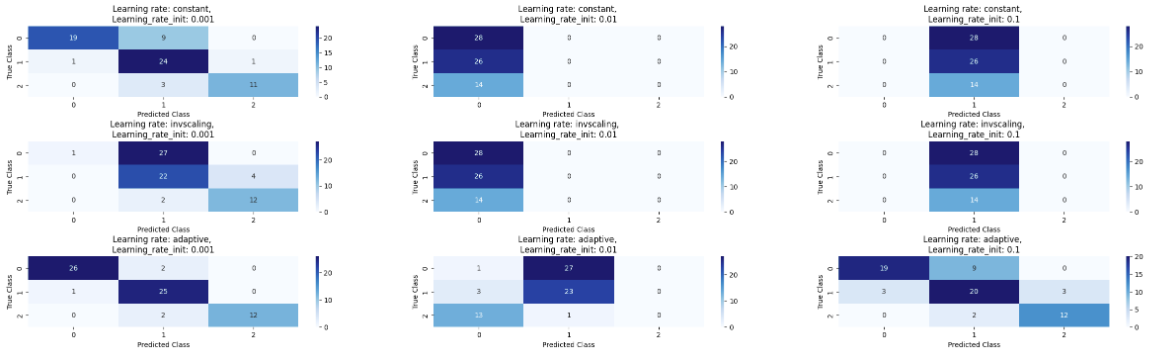 Learning rate: constant,
Learning_rate_init: 0.001
19 9 0
1 24 1
0 3 11
0 1 2
True Class
0 1 2
Predicted Class
20
15
10
5
0
Learning rate: constant,
Learning_rate_init: 0.01
28 0 0
26 0 0
14 0 0
0 1 2
True Class
0 1 2
Predicted Class
20
10
0
Learning rate: constant,
Learning_rate_init: 0.1
0 28 0
0 26 0
0 14 0
0 1 2
True Class
0 1 2
Predicted Class
20
10
0
Learning rate: invscaling,
Learning_rate_init: 0.001
1 27 0
0 22 4
0 2 12
0 1 2
True Class
0 1 2
Predicted Class
20
10
0
Learning rate: invscaling,
Learning_rate_init: 0.01
28 0 0
26 0 0
14 0 0
0 1 2
True Class
0 1 2
Predicted Class
20
10
0
Learning rate: invscaling,
Learning_rate_init: 0.1
0 28 0
0 26 0
0 14 0
0 1 2
True Class
0 1 2
Predicted Class
20
10
0
Learning rate: adaptive,
Learning_rate_init: 0.001
26 2 0
1 25 0
0 2 12
0 1 2
True Class
0 1 2
Predicted Class
20
10
0
Learning rate: adaptive,
Learning_rate_init: 0.01
1 27 0
3 23 0
13 1 0
0 1 2
True Class
0 1 2
Predicted Class
20
10
0
Learning rate: adaptive,
Learning_rate_init: 0.1
19 9 0
3 20 3
0 2 12
0 1 2
True Class
0 1 2
Predicted Class
20
15
10
5
0